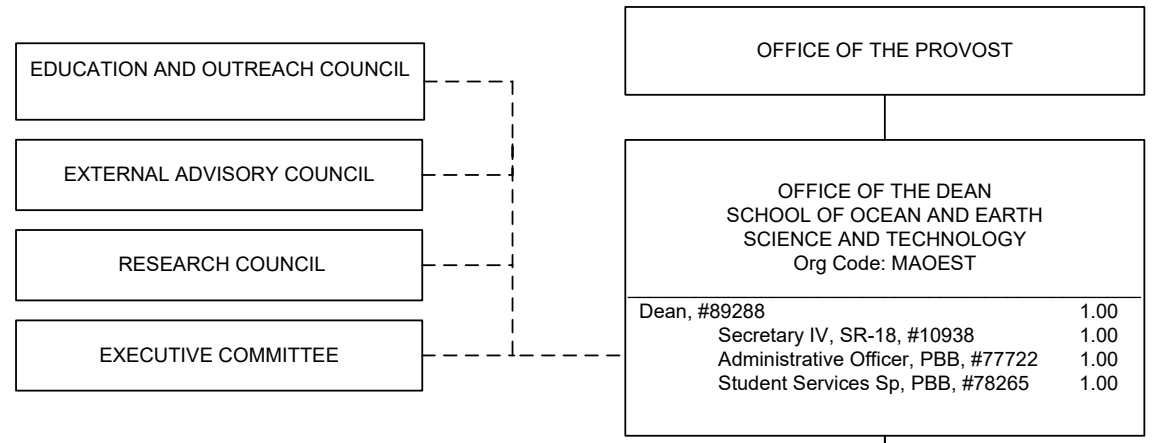 EDUCATION AND OUTREACH COUNCIL
EXTERNAL ADVISORY COUNCIL
RESEARCH COUNCIL
EXECUTIVE COMMITTEE
OFFICE OF THE PROVOST
OFFICE OF THE DEAN
SCHOOL OF OCEAN AND EARTH
SCIENCE AND TECHNOLOGY
Org Code: MAOEST
Dean, #89288 1.00
Secretary IV, SR-18, #10938 1.00
Administrative Officer, PBB, #77722 1.00
Student Services Sp, PBB, #78265 1.00